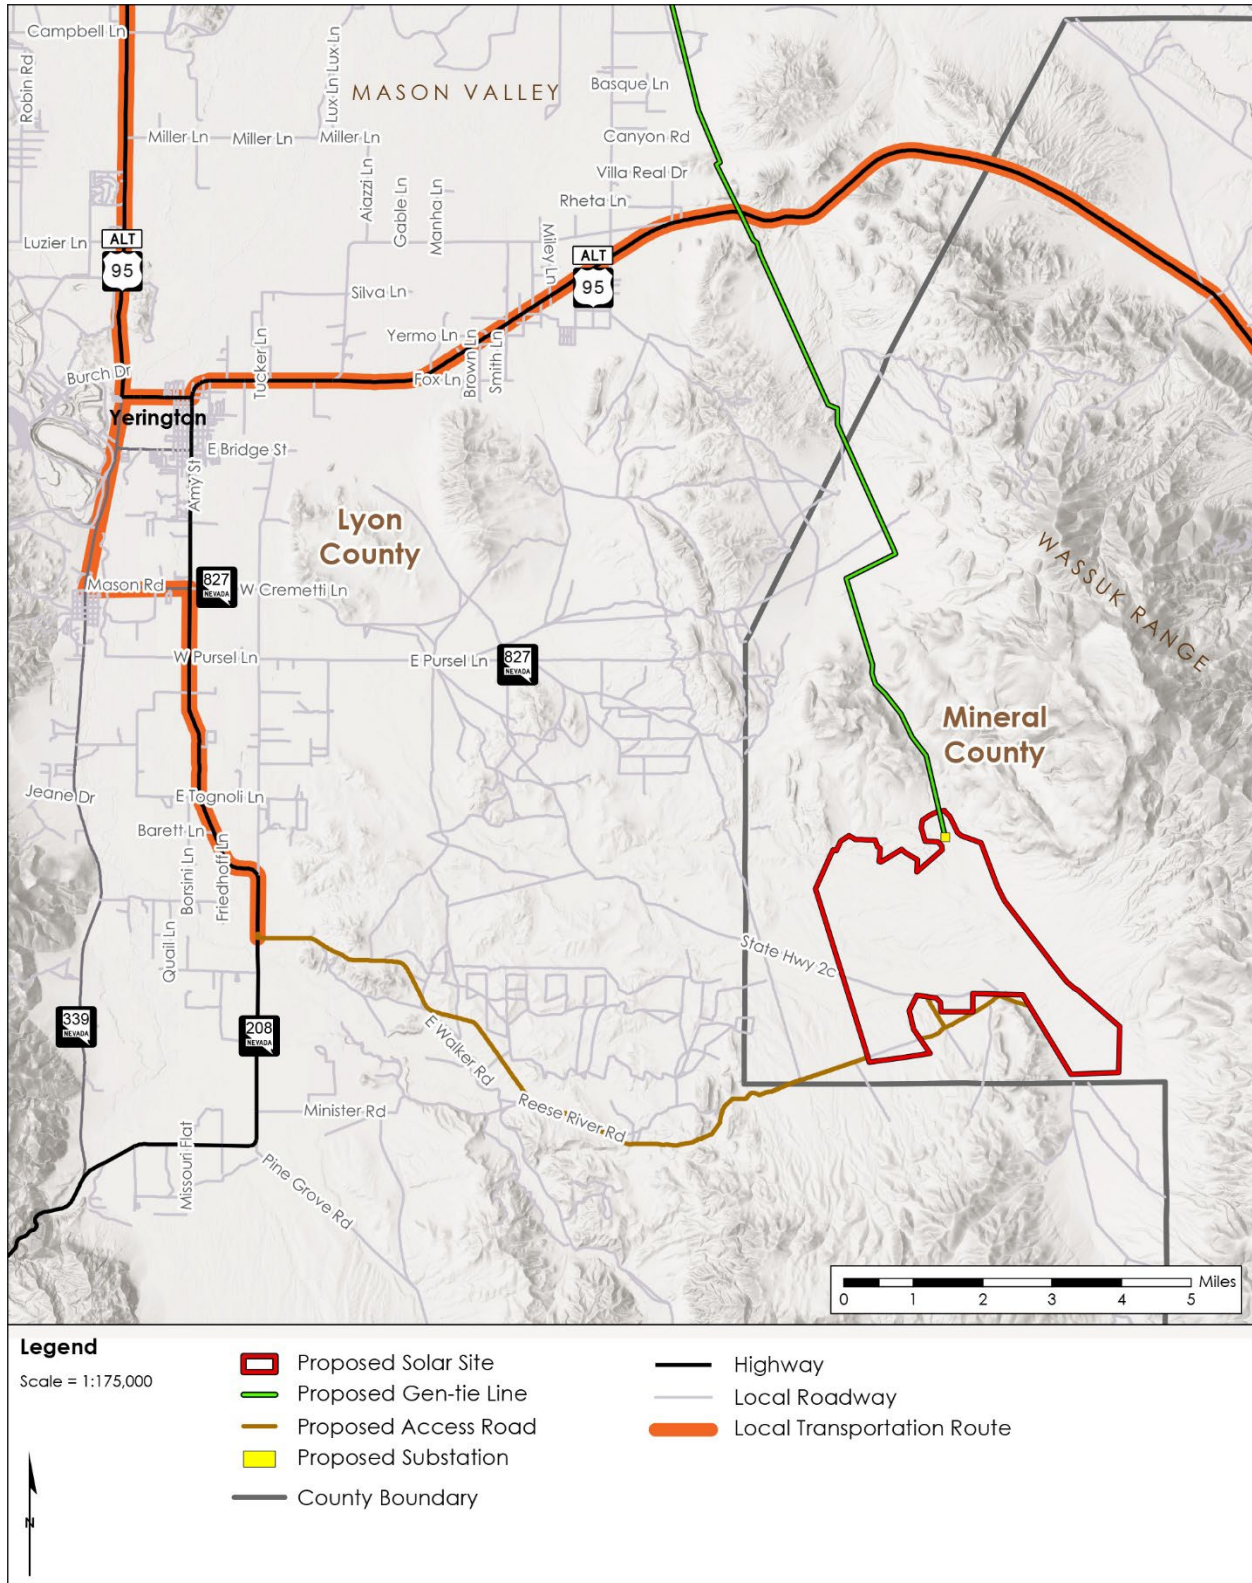 Campbell Ln
Robin Rd
Lux Ln
Lux Ln
MASON VALLEY
Basque Ln
Miller Ln
Miller Ln
Miller Ln
Canyon Rd
Villa Real Dr
Aiazzi Ln
Gable Ln
Manha Ln
Rheta Ln
Luzier Ln
ALT
95
Miley Ln
ALT
95
Silva Ln
Yermo Ln
Tucker Ln
Brown Ln
Smith Ln
Burch Dr
Fox Ln
Yerington
E Bridge St
Amy St
Lyon
County
WASSUK RANGE
Mason Rd
827
NEVADA
W Cremetti Ln
W Pursel Ln
E Pursel Ln
827
NEVADA
Mineral
County
Jeane Dr
E Tognoli Ln
Barett Ln
Borsini Ln
Friedhoff Ln
Quail Ln
State Hwy 2c
339
NEVADA
208
NEVADA
E Walker Rd
Minister Rd
Reese River Rd
Missouri Flat
Pine Grove Rd
Miles
0 1 2 3 4 5
Legend
Scale = 1:175,000
Proposed Solar Site
Proposed Gen-tie Line
Proposed Access Road
Proposed Substation
County Boundary
Highway
Local Roadway
Local Transportation Route
N